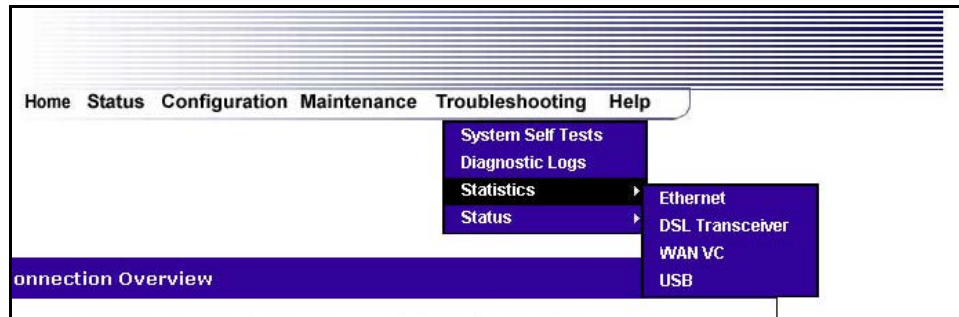 Home Status Configuration Maintenance Troubleshooting Help
System Self Tests
Diagnostic Logs
Statistics
Status
Ethernet
DSL Transceiver
WAN VC
USB
onnection Overview